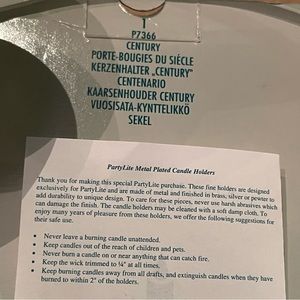 1
P7366
CENTURY
PORTE-BOUGIES DU SIÈCLE
KERZENHALTER „CENTURY"
CENTENARIO
KAARSENHOUDER CENTURY
VUOSISATA-KYNTTELIKKÖ
SEKEL
PartyLite Metal Plated Candle Holders
Thank you for making this special PartyLite purchase. These fine holders are designed
exclusively for PartyLite and are made of metal and finished in brass, silver or pewter to
add durability to unique design. To care for these pieces, never use harsh abrasives which
can damage the finish. The candle holders may be cleaned with a soft damp cloth. To
enjoy many years of pleasure from these holders, we offer the following suggestions for
their safe use.
• Never leave a burning candle unattended.
• Keep candles out of the reach of children and pets.
• Never burn a candle on or near anything that can catch fire.
• Keep the wick trimmed to ¼" at all times.
• Keep burning candles away from all drafts, and extinguish candles when they have
burned to within 2" of the holders.